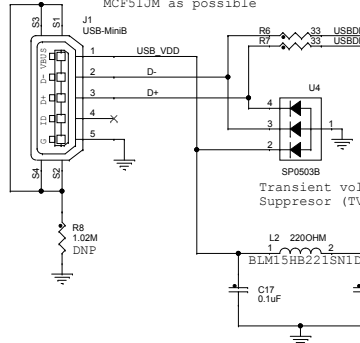 MCF51JM as possible
S3
S1
J1
USB-MiniB
VBUS
D-
D+
ID
G
1
2
3
4
5
USB_VDD
D-
D+
S4
S2
R6
33
USBD
R7
33
USBD
U4
4
3
2
1
SP0503B
Transient vol
Suppresor (TV
R8
1.02M
DNP
L2
220OHM
1
2
BLM15HB221SN1D
C17
0.1uF